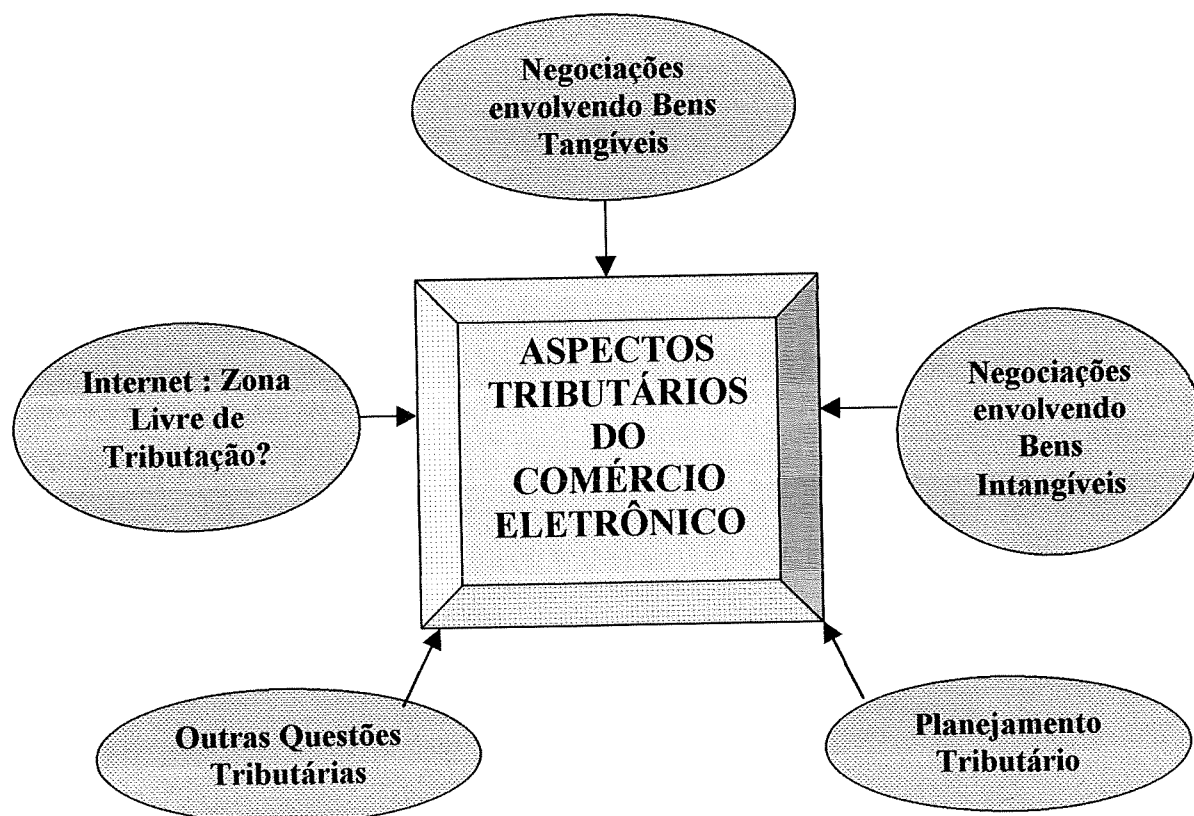 Negociações
envolvendo Bens
Tangíveis
Internet : Zona
Livre de
Tributação?
ASPECTOS
TRIBUTÁRIOS
DO
COMÉRCIO
ELETRÔNICO
Negociações
envolvendo
Bens
Intangíveis
Outras Questões
Tributárias
Planejamento
Tributário